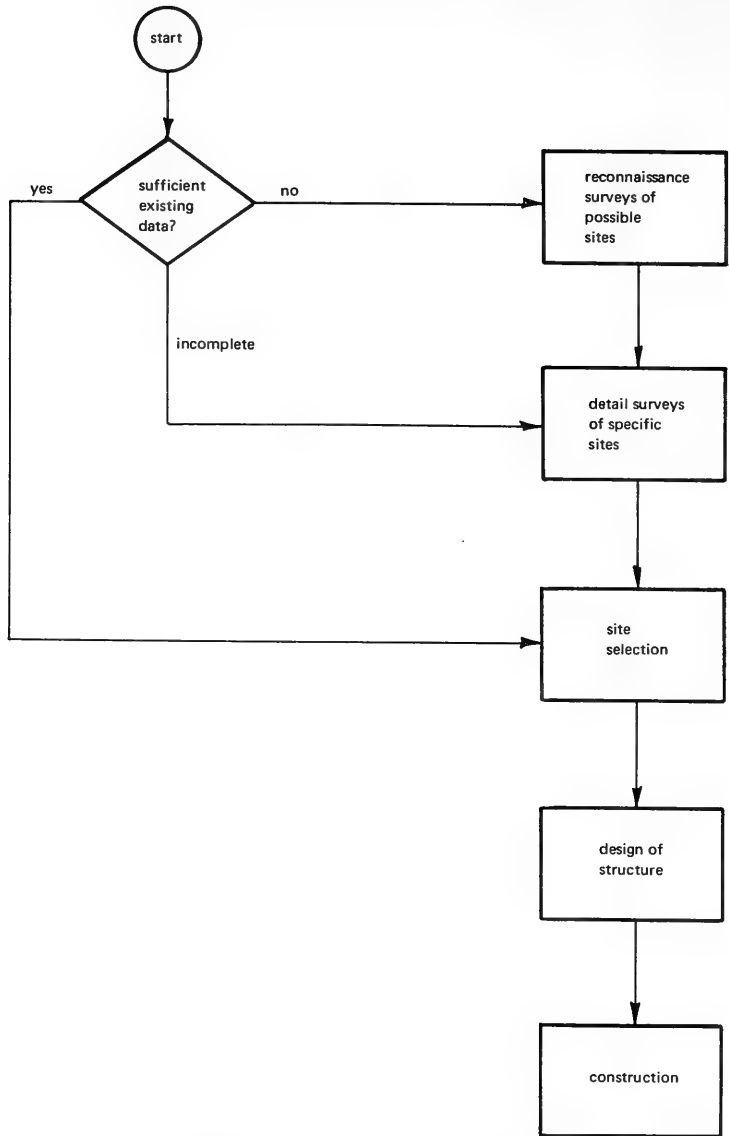 start
sufficient
existing
data?
yes
no
incomplete
reconnaissance
surveys of
possible
sites
detail surveys
of specific
sites
site
selection
design of
structure
construction